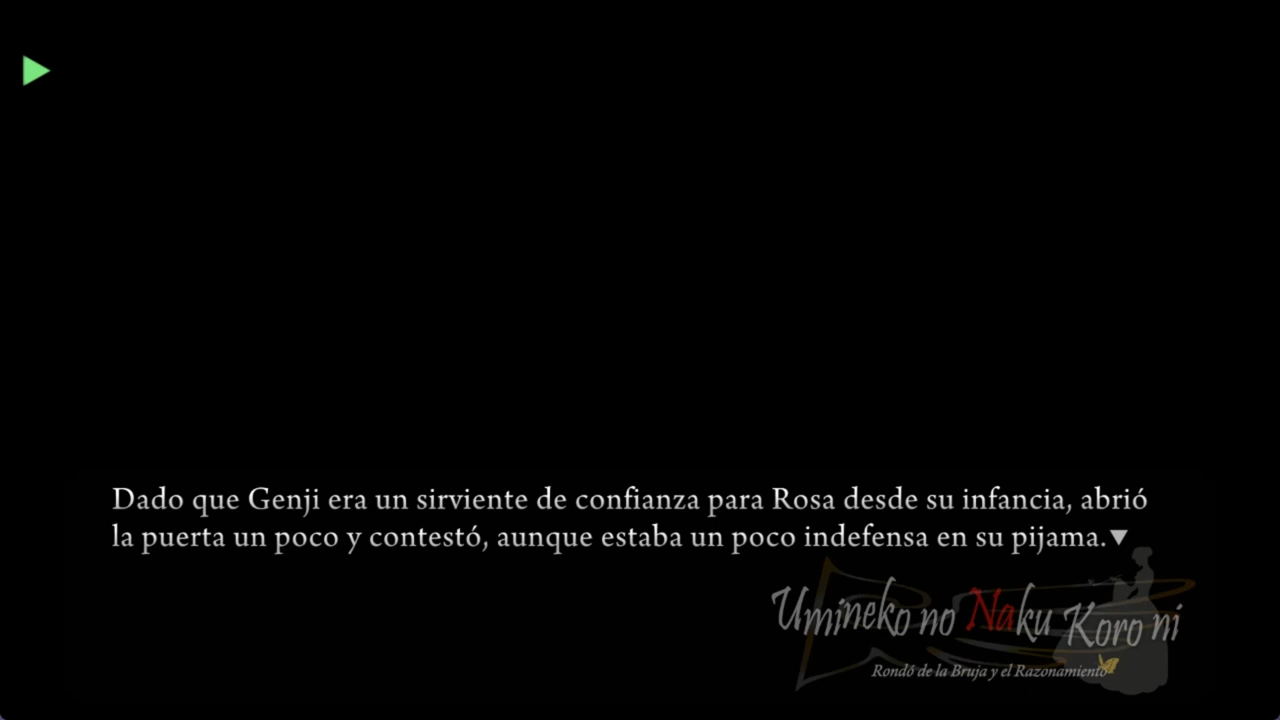 Dado que Genji era un sirviente de confianza para Rosa desde su infancia, abrió
la puerta un poco y contestó, aunque estaba un poco indefensa en su pijama.
Umineko no Naku Koro ni
Rondó de la Bruja y el Razonamiento